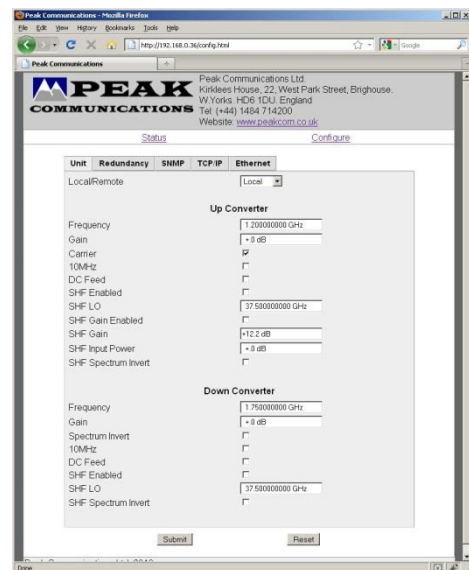 Peak Communications - Mozilla Firefox
File Edit View History Bookmarks Tools Help
http://192.168.0.36/config.html
Google
Peak Communications
PEAK
COMMUNICATIONS
Peak Communications Ltd.
Kirklees House, 22, West Park Street, Brighouse.
W.Yorks. HD6 1DU. England
Tel: (+44) 1484 714200
Website: www.peakcom.co.uk
Status Configure
Unit Redundancy SNMP TCP/IP Ethernet
Local/Remote Local
Up Converter
Frequency 1.200000000 GHz
Gain +.0 dB
Carrier
10MHz
DC Feed
SHF Enabled
SHF LO 37.500000000 GHz
SHF Gain Enabled
SHF Gain +12.2 dB
SHF Input Power +.0 dB
SHF Spectrum Invert
Down Converter
Frequency 1.750000000 GHz
Gain +.0 dB
Spectrum Invert
10MHz
DC Feed
SHF Enabled
SHF LO 37.500000000 GHz
SHF Spectrum Invert
Submit Reset
Done